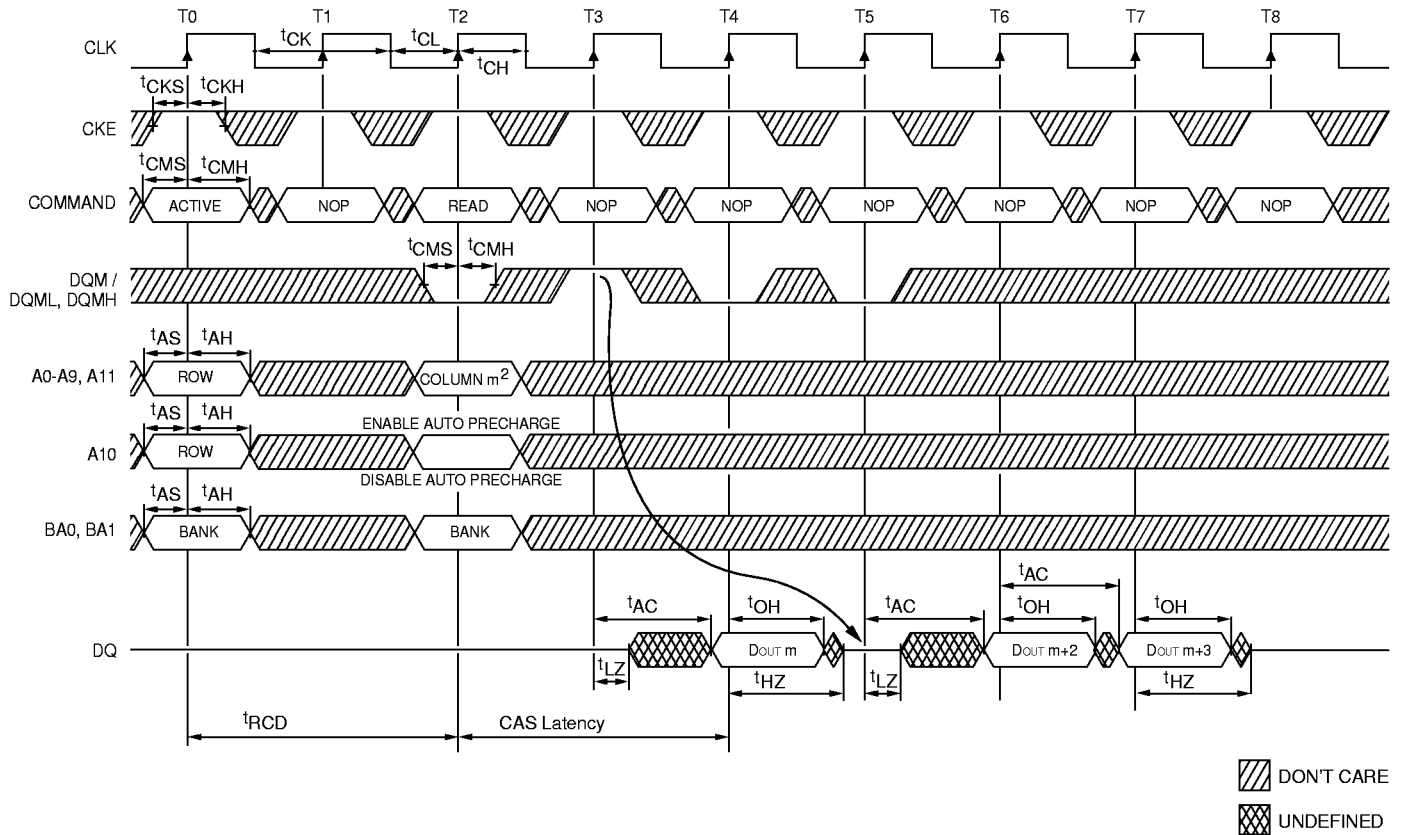 T0 T1 T2 T3 T4 T5 T6 T7 T8
CLK
tCK tCL
tCH
tCKS tCKH
CKE
tCMS tCMH
COMMAND ACTIVE NOP READ NOP NOP NOP NOP NOP NOP
tCMS tCMH
DQM /
DQML, DQMH
tAS tAH
A0-A9, A11 ROW COLUMN m2
tAS tAH ENABLE AUTO PRECHARGE
A10 ROW
DISABLE AUTO PRECHARGE
tAS tAH
BA0, BA1 BANK BANK
tAC
tAC tOH tAC tOH tOH
DQ DOUT m DOUT m+2 DOUT m+3
tLZ tHZ tLZ tHZ
tRCD CAS Latency
DON'T CARE
UNDEFINED